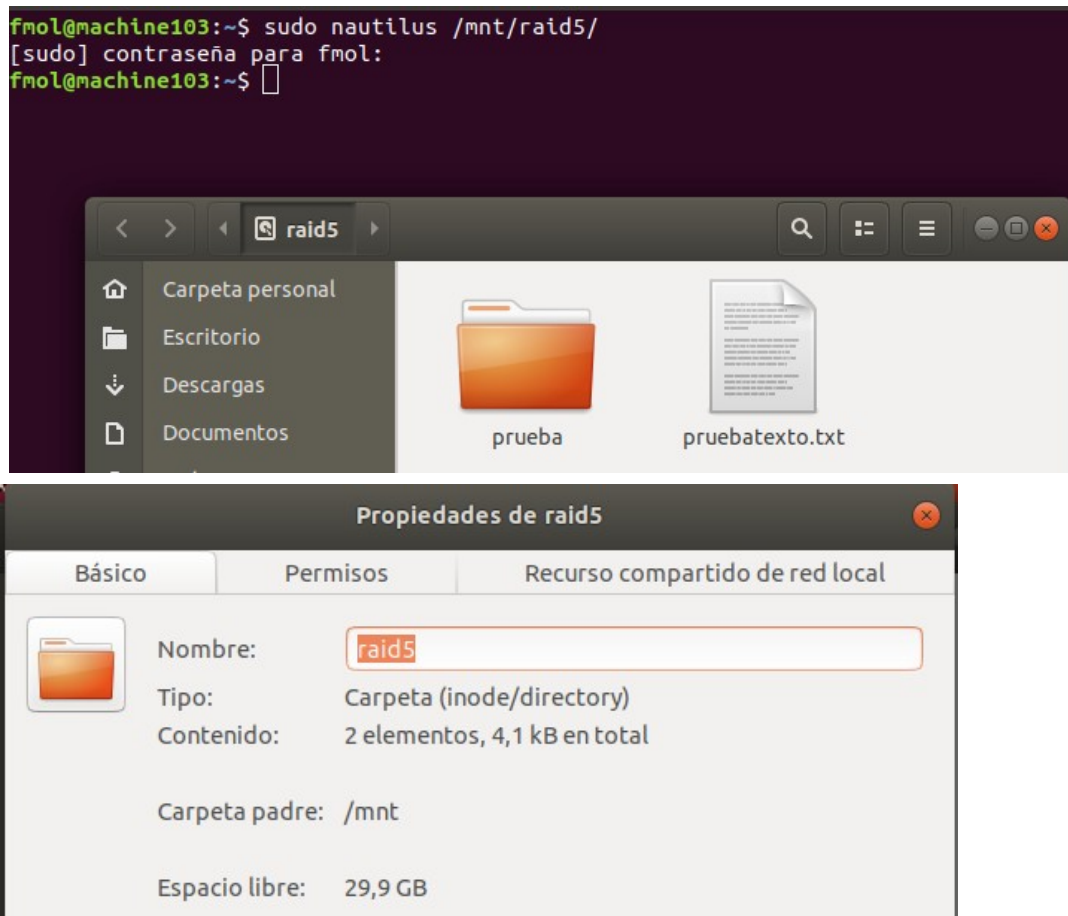 fmol@machine103:~$ sudo nautilus /mnt/raid5/
[sudo] contraseña para fmol:
fmol@machine103:~$
raid5
Carpeta personal
Escritorio
Descargas
Documentos
prueba
pruebatexto.txt
Propiedades de raid5
Básico Permisos Recurso compartido de red local
Nombre: raid5
Tipo: Carpeta (inode/directory)
Contenido: 2 elementos, 4,1 kB en total
Carpeta padre: /mnt
Espacio libre: 29,9 GB